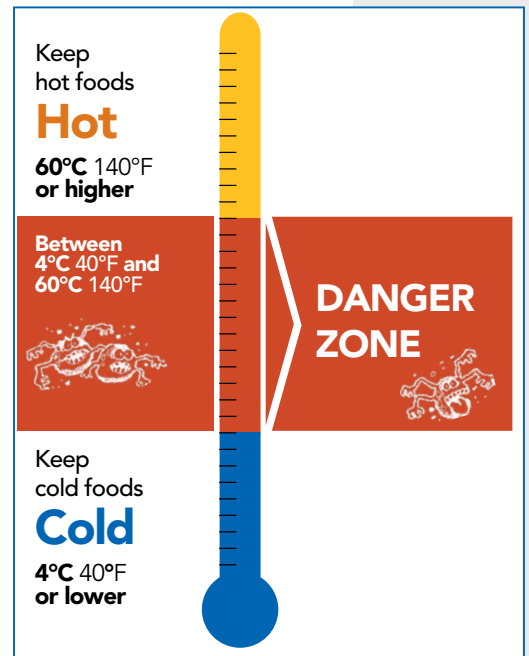 Keep
hot foods
Hot
60°C 140°F
or higher
Between
4°C 40°F and
60°C 140°F
DANGER
ZONE
Keep
cold foods
Cold
4°C 40°F
or lower